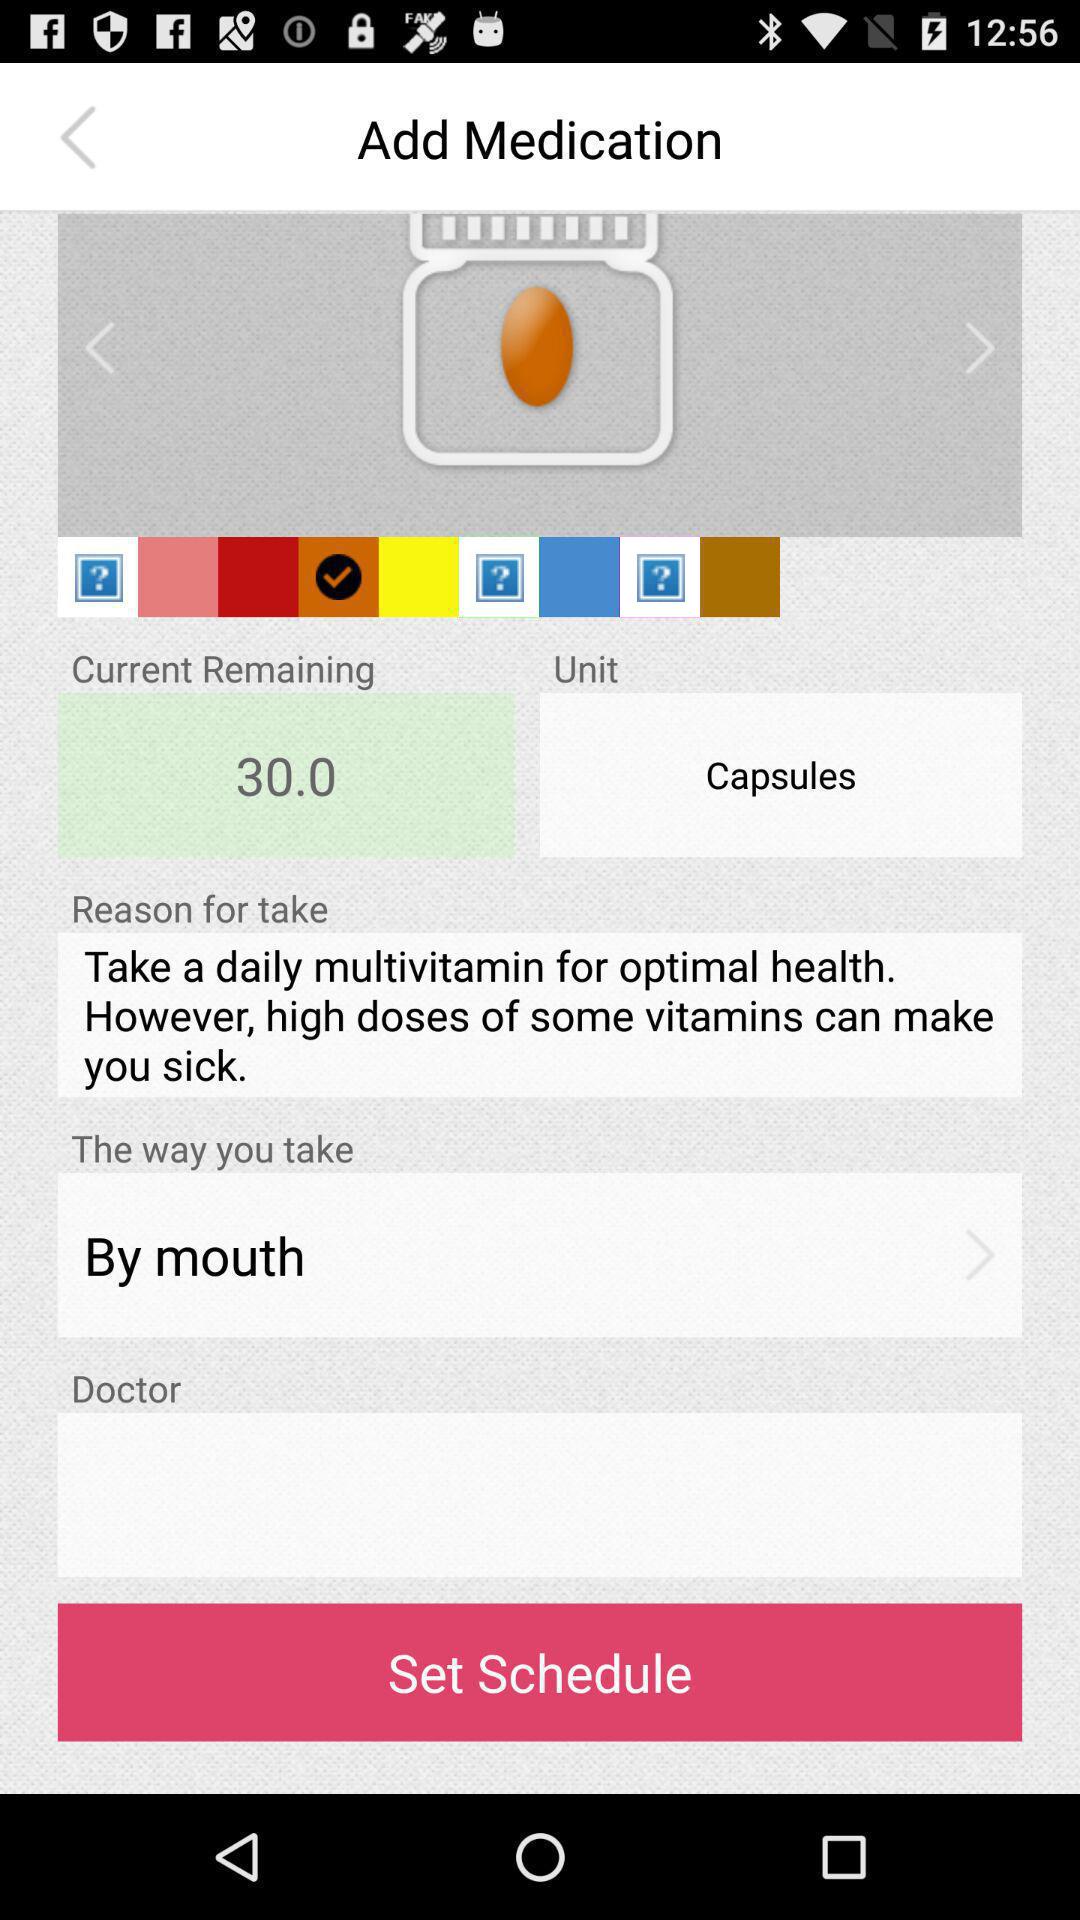 FAKE
12:56
Add Medication
Current Remaining
Unit
30.0
Capsules
Reason for take
Take a daily multivitamin for optimal health.
However, high doses of some vitamins can make
you sick.
The way you take
By mouth
Doctor
Set Schedule